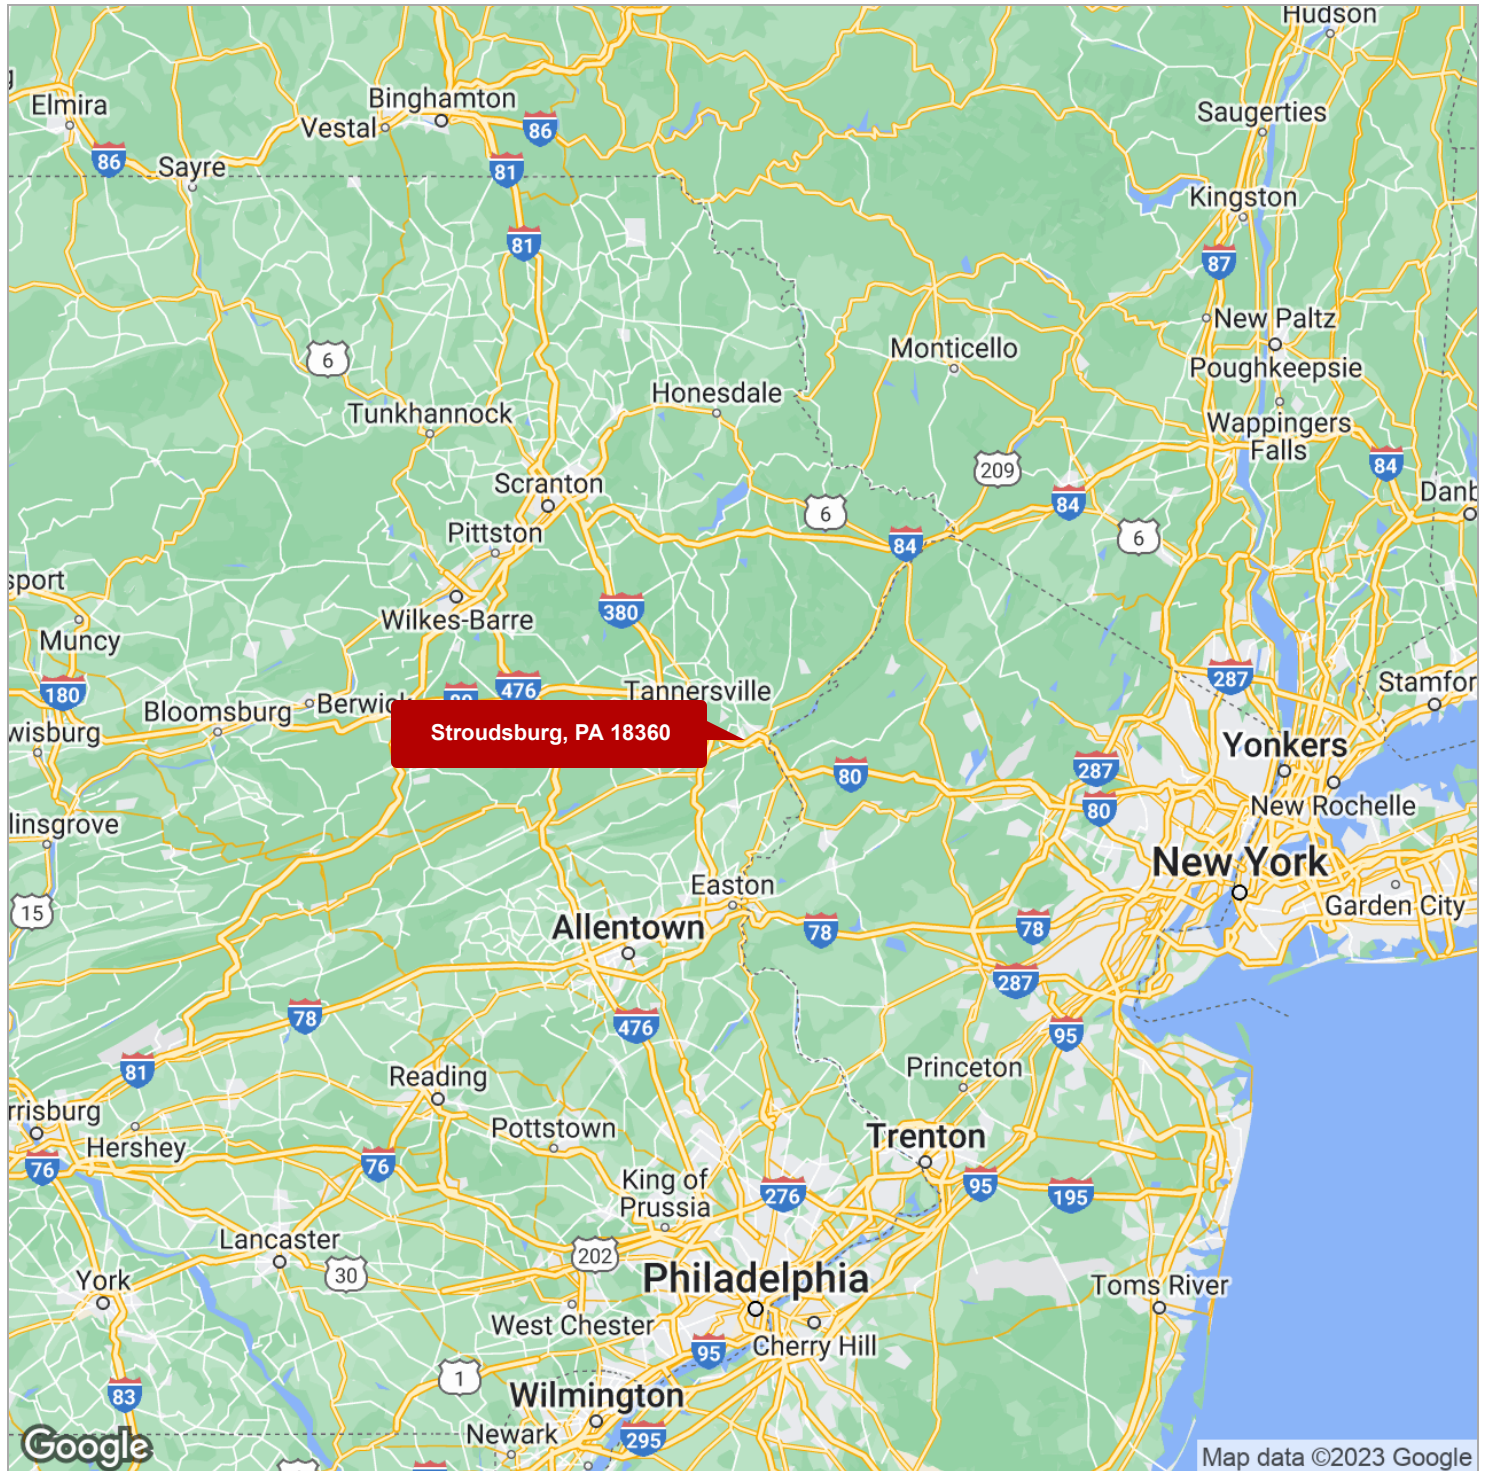 Hudson
Elmira
Binghamton
Vestal
86
Saugerties
86
Sayre
81
Kingston
81
87
New Paltz
6
Monticello
Poughkeepsie
Honesdale
Tunkhannock
Wappingers
Falls
209
84
Scranton
84
Danb
6
Pittston
84
6
sport
Wilkes-Barre
380
Muncy
287
180
80
476
Tannersville
Stamfor
Bloomsburg
Berwick
wisburg
Stroudsburg, PA 18360
Yonkers
80
287
80
New Rochelle
linsgrove
New York
Easton
15
Garden City
Allentown
78
78
287
78
476
95
81
Reading
Princeton
rrisburg
Hershey
Pottstown
Trenton
76
76
King of
Prussia
276
95
195
Lancaster
202
30
York
Philadelphia
Toms River
West Chester
95
Cherry Hill
83
1
Wilmington
Newark
295
Google
Map data ©2023 Google